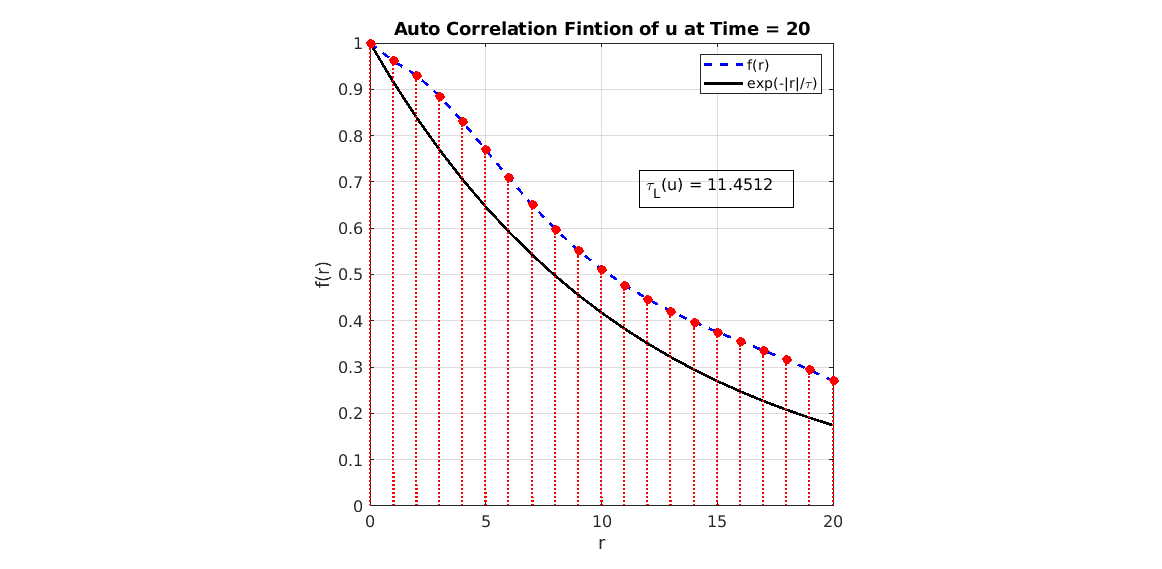 Auto Correlation Fintion of u at Time = 20
1
0.9
0.8
0.7
0.6
0.5
0.4
0.3
0.2
0.1
0
f(r)
f(r)
exp(-|r|/τ)
τL(u) = 11.4512
0 5 10 15 20
r